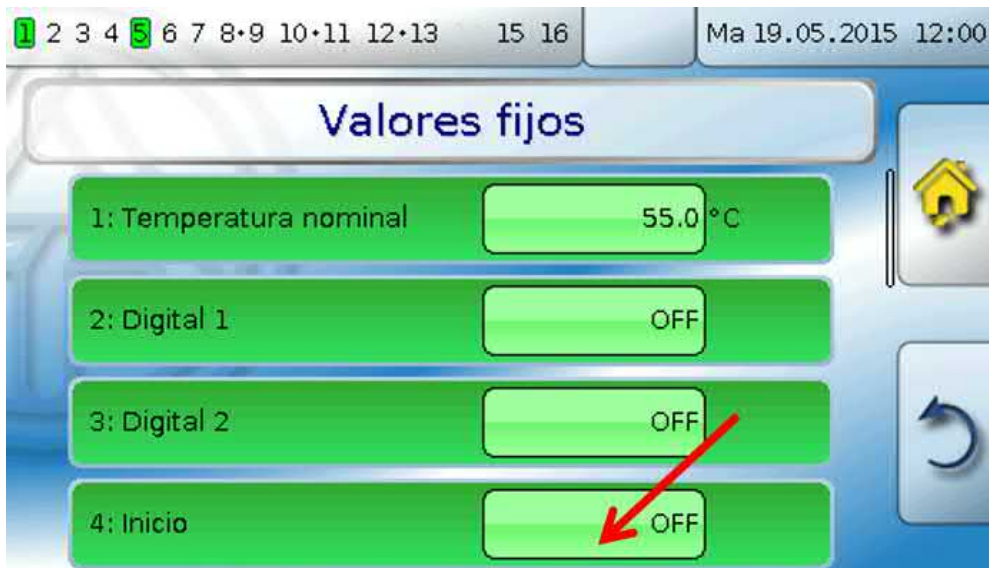 1 2 3 4 5 6 7 8·9 10·11 12·13 15 16 Ma 19.05.2015 12:00
Valores fijos
1: Temperatura nominal 55.0 °C
2: Digital 1 OFF
3: Digital 2 OFF
4: Inicio OFF